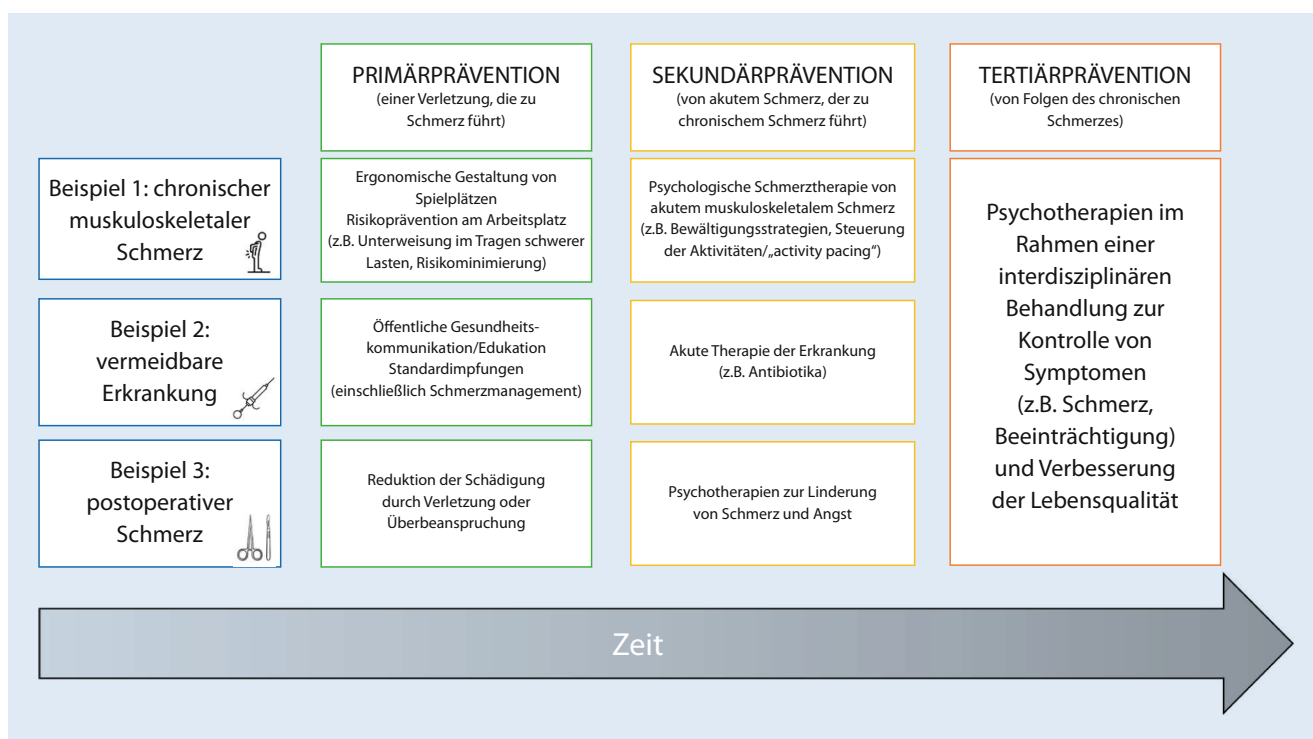 PRIMÄRPRÄVENTION
(einer Verletzung, die zu
Schmerz führt)
SEKUNDÄRPRÄVENTION
(von akutem Schmerz, der zu
chronischem Schmerz führt)
TERTIÄRPRÄVENTION
(von Folgen des chronischen
Schmerzes)
Beispiel 1: chronischer
muskuloskeletaler
Schmerz
Ergonomische Gestaltung von
Spielplätzen
Risikoprävention am Arbeitsplatz
(z.B. Unterweisung im Tragen schwerer
Lasten, Risikominimierung)
Psychologische Schmerztherapie von
akutem muskuloskeletalem Schmerz
(z.B. Bewältigungsstrategien, Steuerung
der Aktivitäten/„activity pacing“)
Psychotherapien im
Rahmen einer
interdisziplinären
Behandlung zur
Kontrolle von
Symptomen
(z.B. Schmerz,
Beeinträchtigung)
und Verbesserung
der Lebensqualität
Beispiel 2:
vermeidbare
Erkrankung
Öffentliche Gesundheits-
kommunikation/Edukation
Standardimpfungen
(einschließlich Schmerzmanagement)
Akute Therapie der Erkrankung
(z.B. Antibiotika)
Beispiel 3:
postoperativer
Schmerz
Reduktion der Schädigung
durch Verletzung oder
Überbeanspruchung
Psychotherapien zur Linderung
von Schmerz und Angst
Zeit